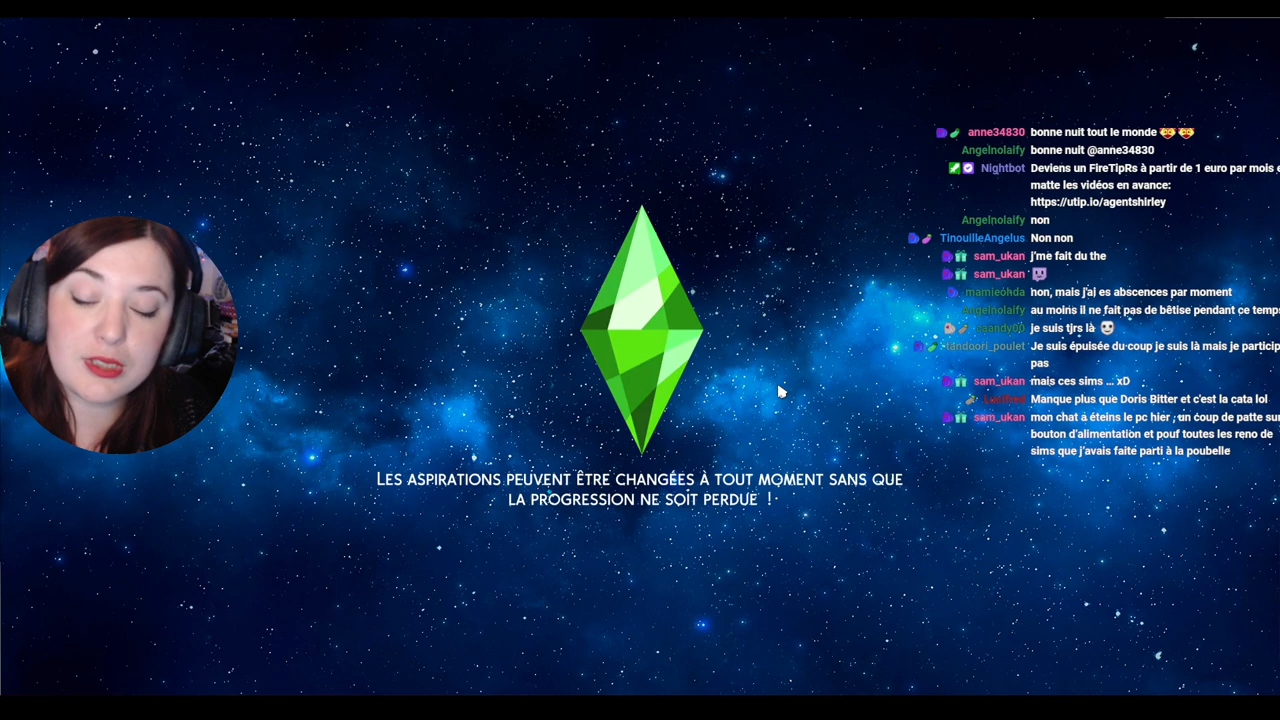 anne34830 bonne nuit tout le monde
Angelnolaify bonne nuit @anne34830
Nightbot Deviens un FireTipRs à partir de 1 euro par mois e
matte les vidéos en avance:
https://utip.io/agentshirley
Angelnolaify non
TinouilleAngelus Non non
sam_ukan j'me fait du the
sam_ukan
hon, mais j'ai es abscences par moment
Angelnolaify au moins il ne fait pas de bêtise pendant ce temps
je suis tjrs là
tandoori_poulet Je suis épuisée du coup je suis là mais je particip
pas
sam_ukan mais ces sims ... xD
Manque plus que Doris Bitter et c'est la cata lol
sam_ukan mon chat a éteins le pc hier , un coup de patte sur
bouton d'alimentation et pouf toutes les reno de
sims que j'avais faite parti à la poubelle
LES ASPIRATIONS PEUVENT ÊTRE CHANGÉES À TOUT MOMENT SANS QUE
LA PROGRESSION NE SOIT PERDUE !